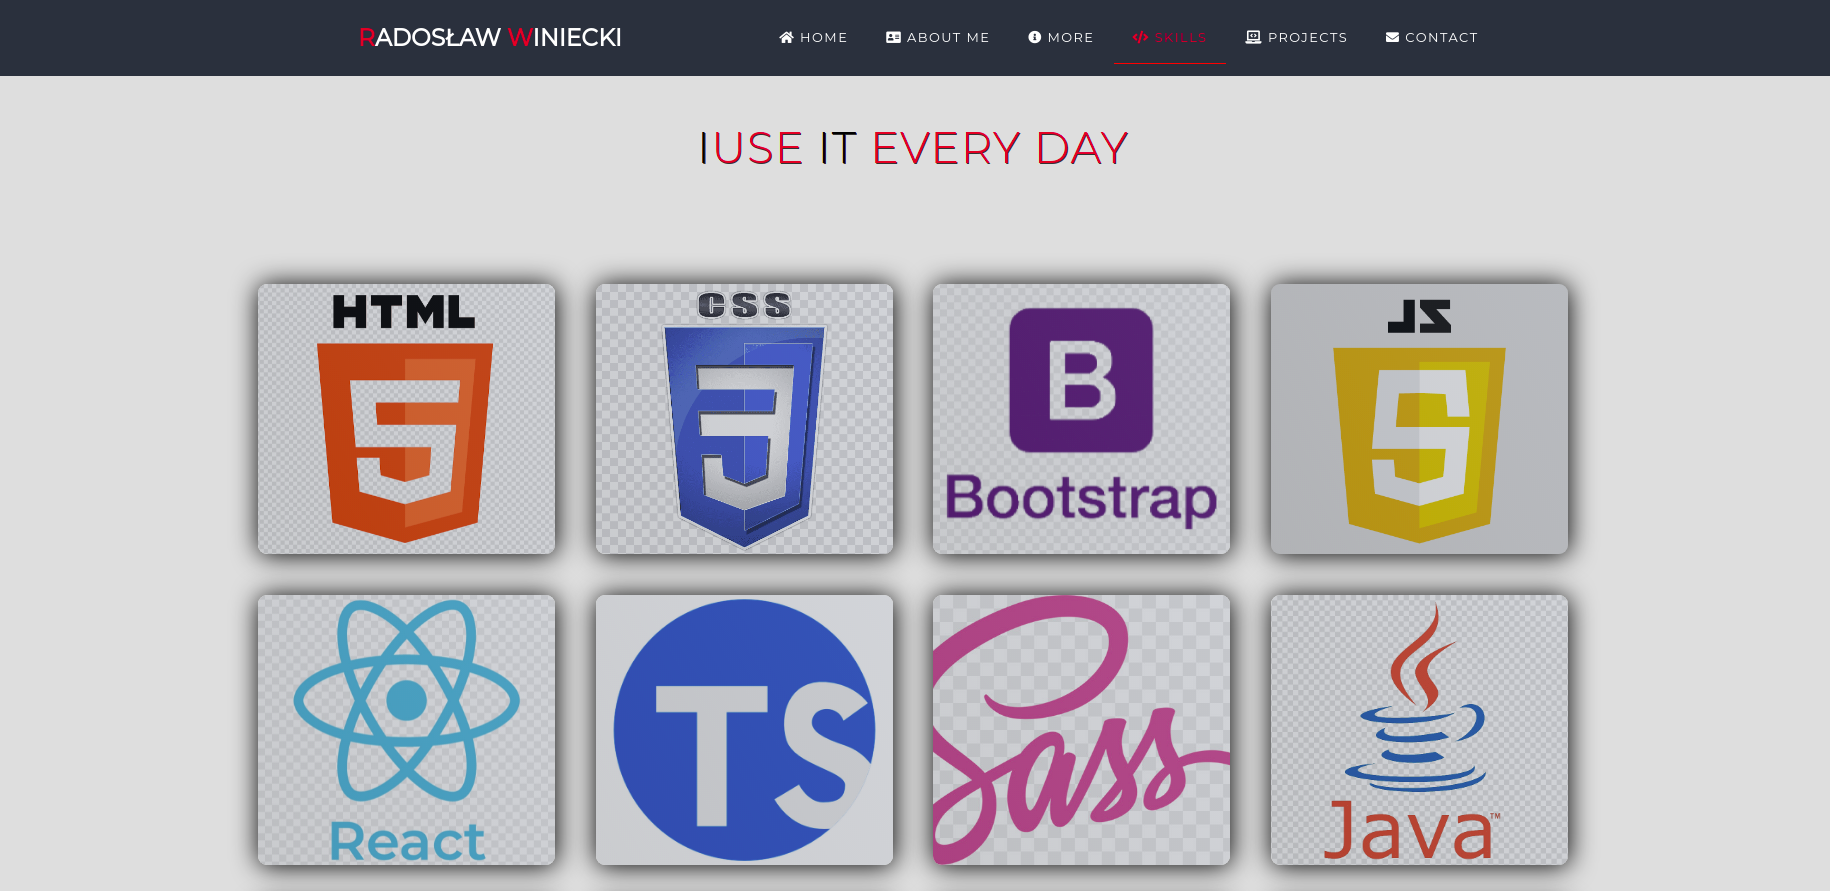 RADOSŁAW WINIECKI
HOME
ABOUT ME
MORE
SKILLS
PROJECTS
CONTACT
IUSE IT EVERY DAY
HTML
5
CSS
3
B
Bootstrap
JS
5
React
TS
Sass
Java™